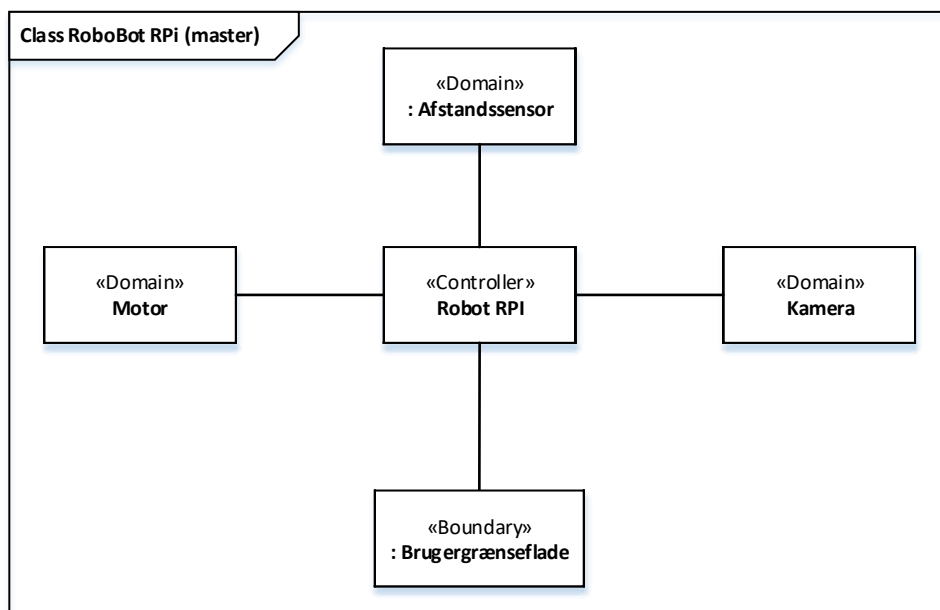 Class RoboBot RPi (master)
«Domain»
: Afstandssensor
«Domain»
Motor
«Controller»
Robot RPI
«Domain»
Kamera
«Boundary»
: Brugergrænseflade